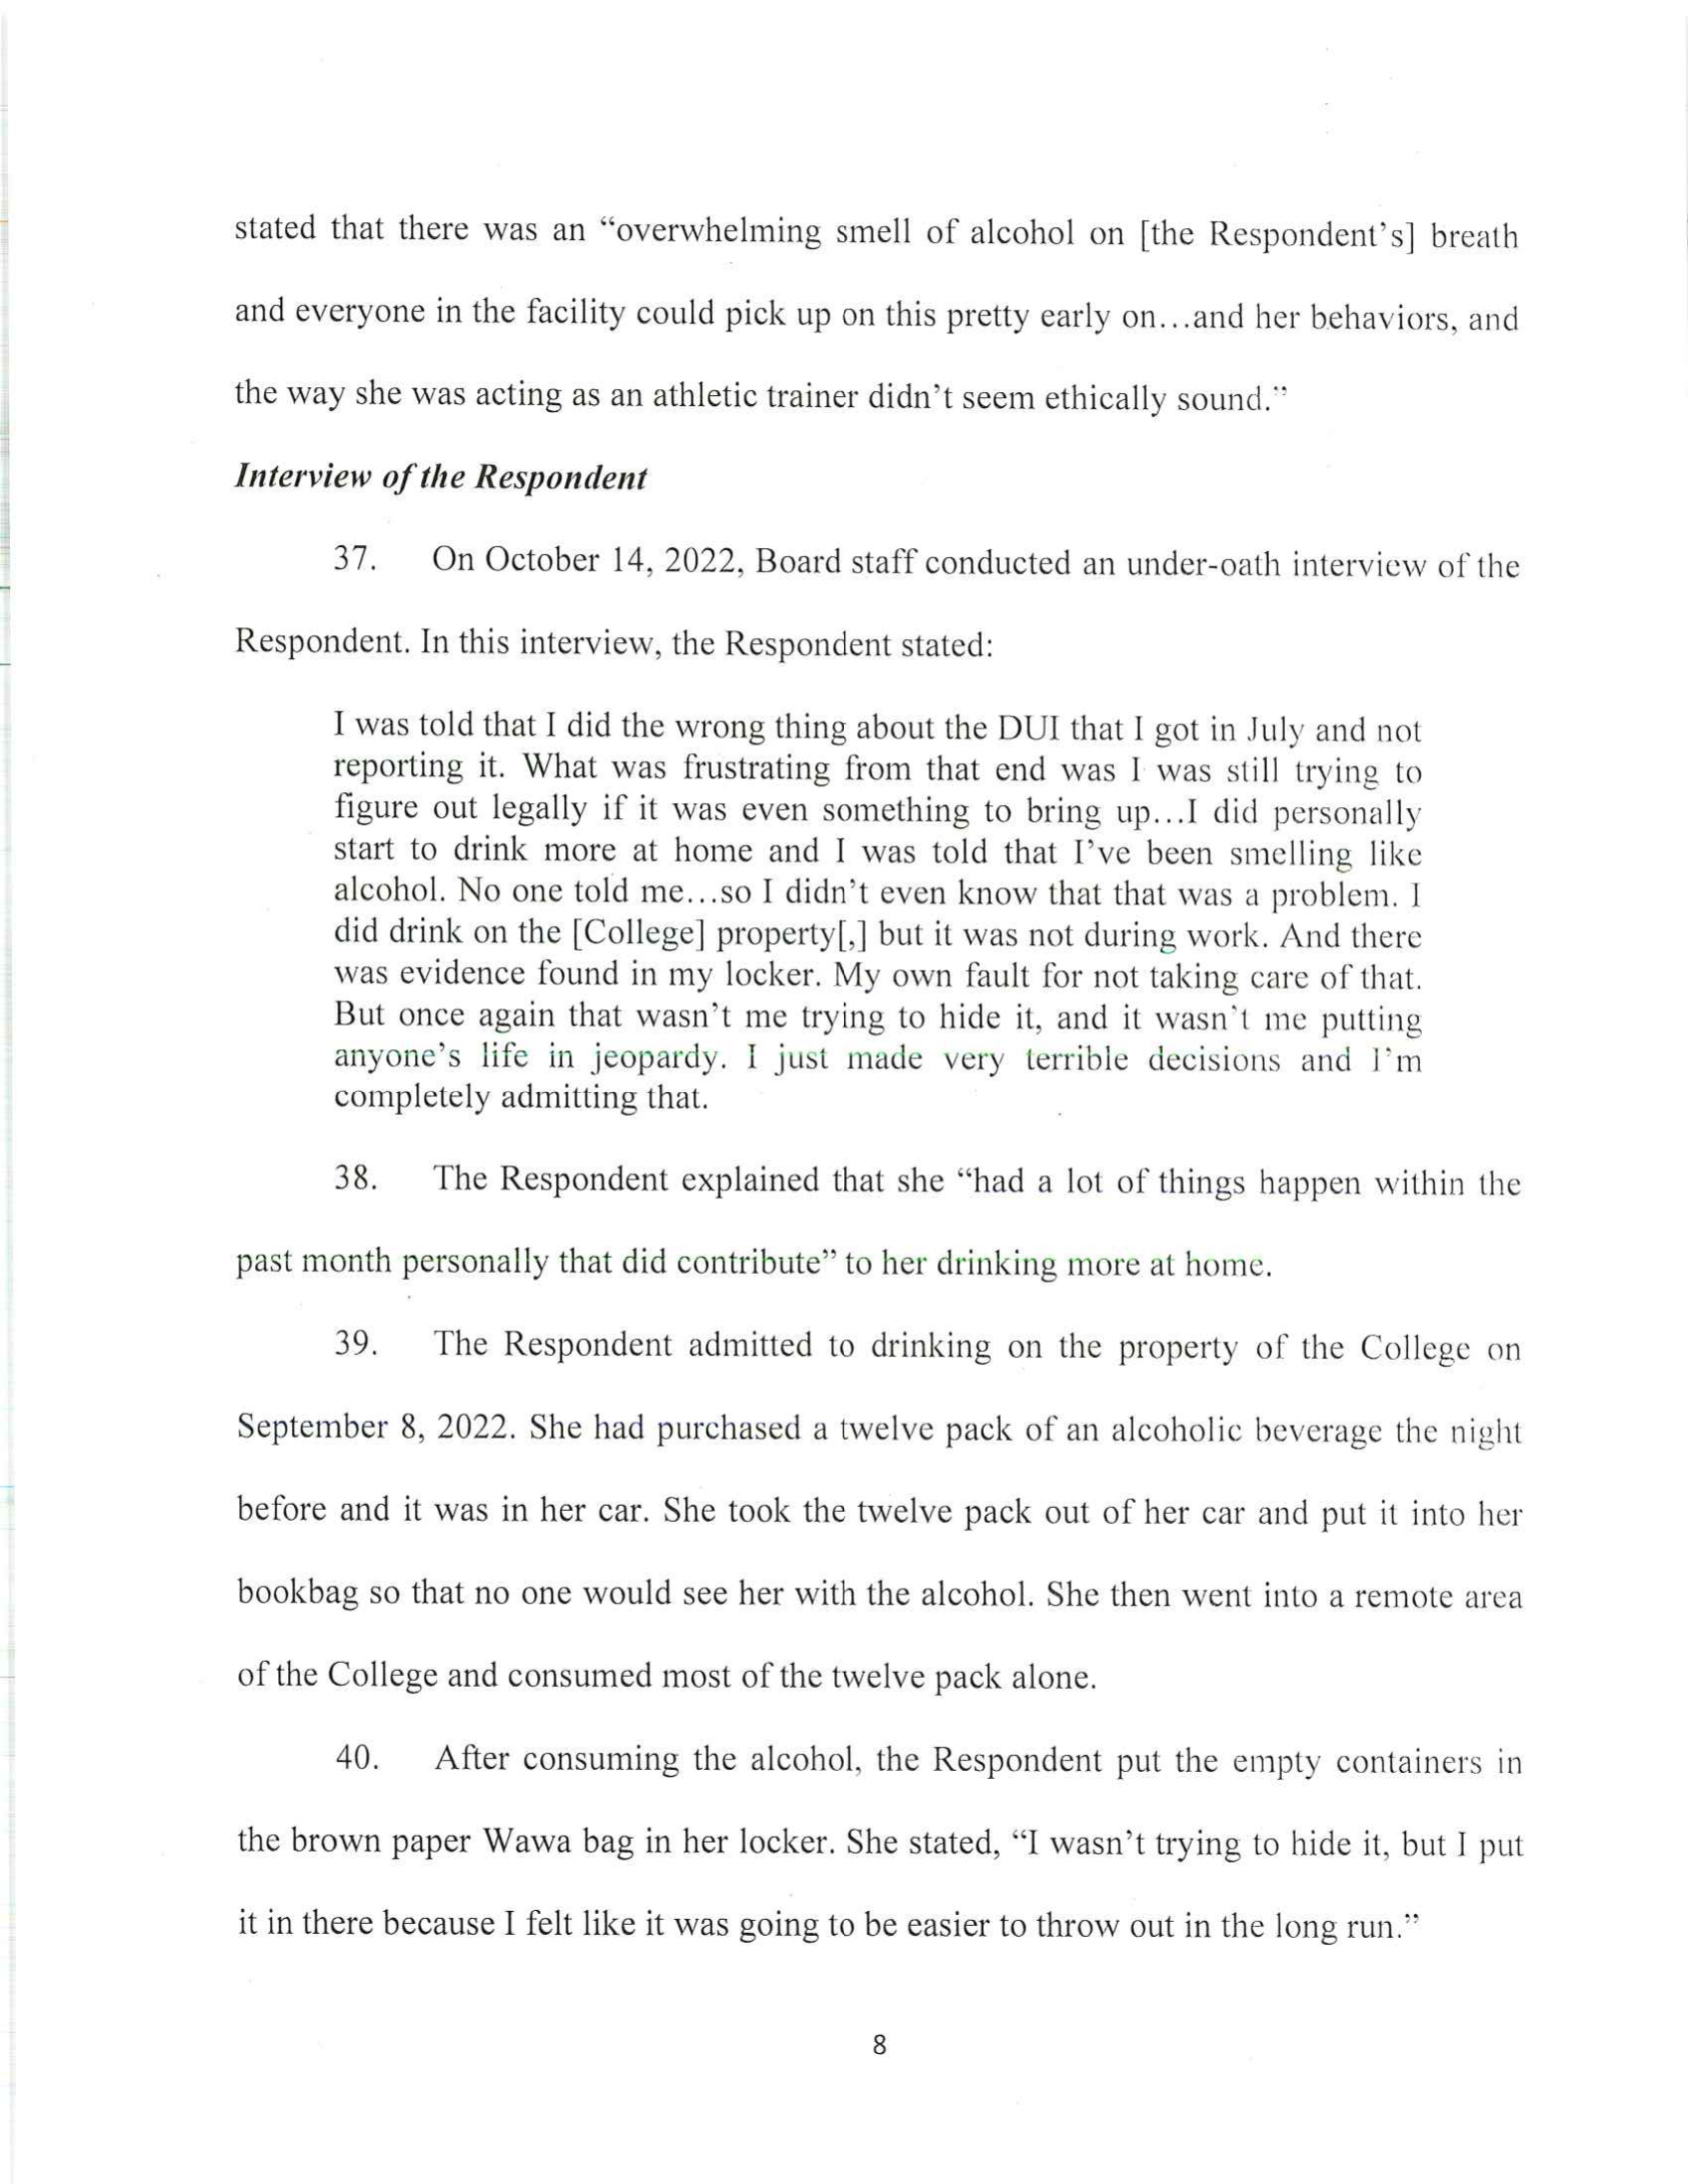 stated that there was an “overwhelming smell of alcohol on [the Respondent’s] breath
and everyone in the facility could pick up on this pretty early on...and her behaviors, and
the way she was acting as an athletic trainer didn’t seem ethically sound.”
Interview of the Respondent
37. On October 14, 2022, Board staff conducted an under-oath interview of the
Respondent. In this interview, the Respondent stated:
I was told that I did the wrong thing about the DUI that I got in July and not
reporting it. What was frustrating from that end was I was still trying to
figure out legally if it was even something to bring up...I did personally
start to drink more at home and I was told that I’ve been smelling like
alcohol. No one told me...so I didn’t even know that that was a problem. I
did drink on the [College] property[,] but it was not during work. And there
was evidence found in my locker. My own fault for not taking care of that.
But once again that wasn’t me trying to hide it, and it wasn’t me putting
anyone’s life in jeopardy. I just made very terrible decisions and I’m
completely admitting that.
38. The Respondent explained that she “had a lot of things happen within the
past month personally that did contribute” to her drinking more at home.
39. The Respondent admitted to drinking on the property of the College on
September 8, 2022. She had purchased a twelve pack of an alcoholic beverage the night
before and it was in her car. She took the twelve pack out of her car and put it into her
bookbag so that no one would see her with the alcohol. She then went into a remote area
of the College and consumed most of the twelve pack alone.
40. After consuming the alcohol, the Respondent put the empty containers in
the brown paper Wawa bag in her locker. She stated, “I wasn’t trying to hide it, but I put
it in there because I felt like it was going to be easier to throw out in the long run.”
8